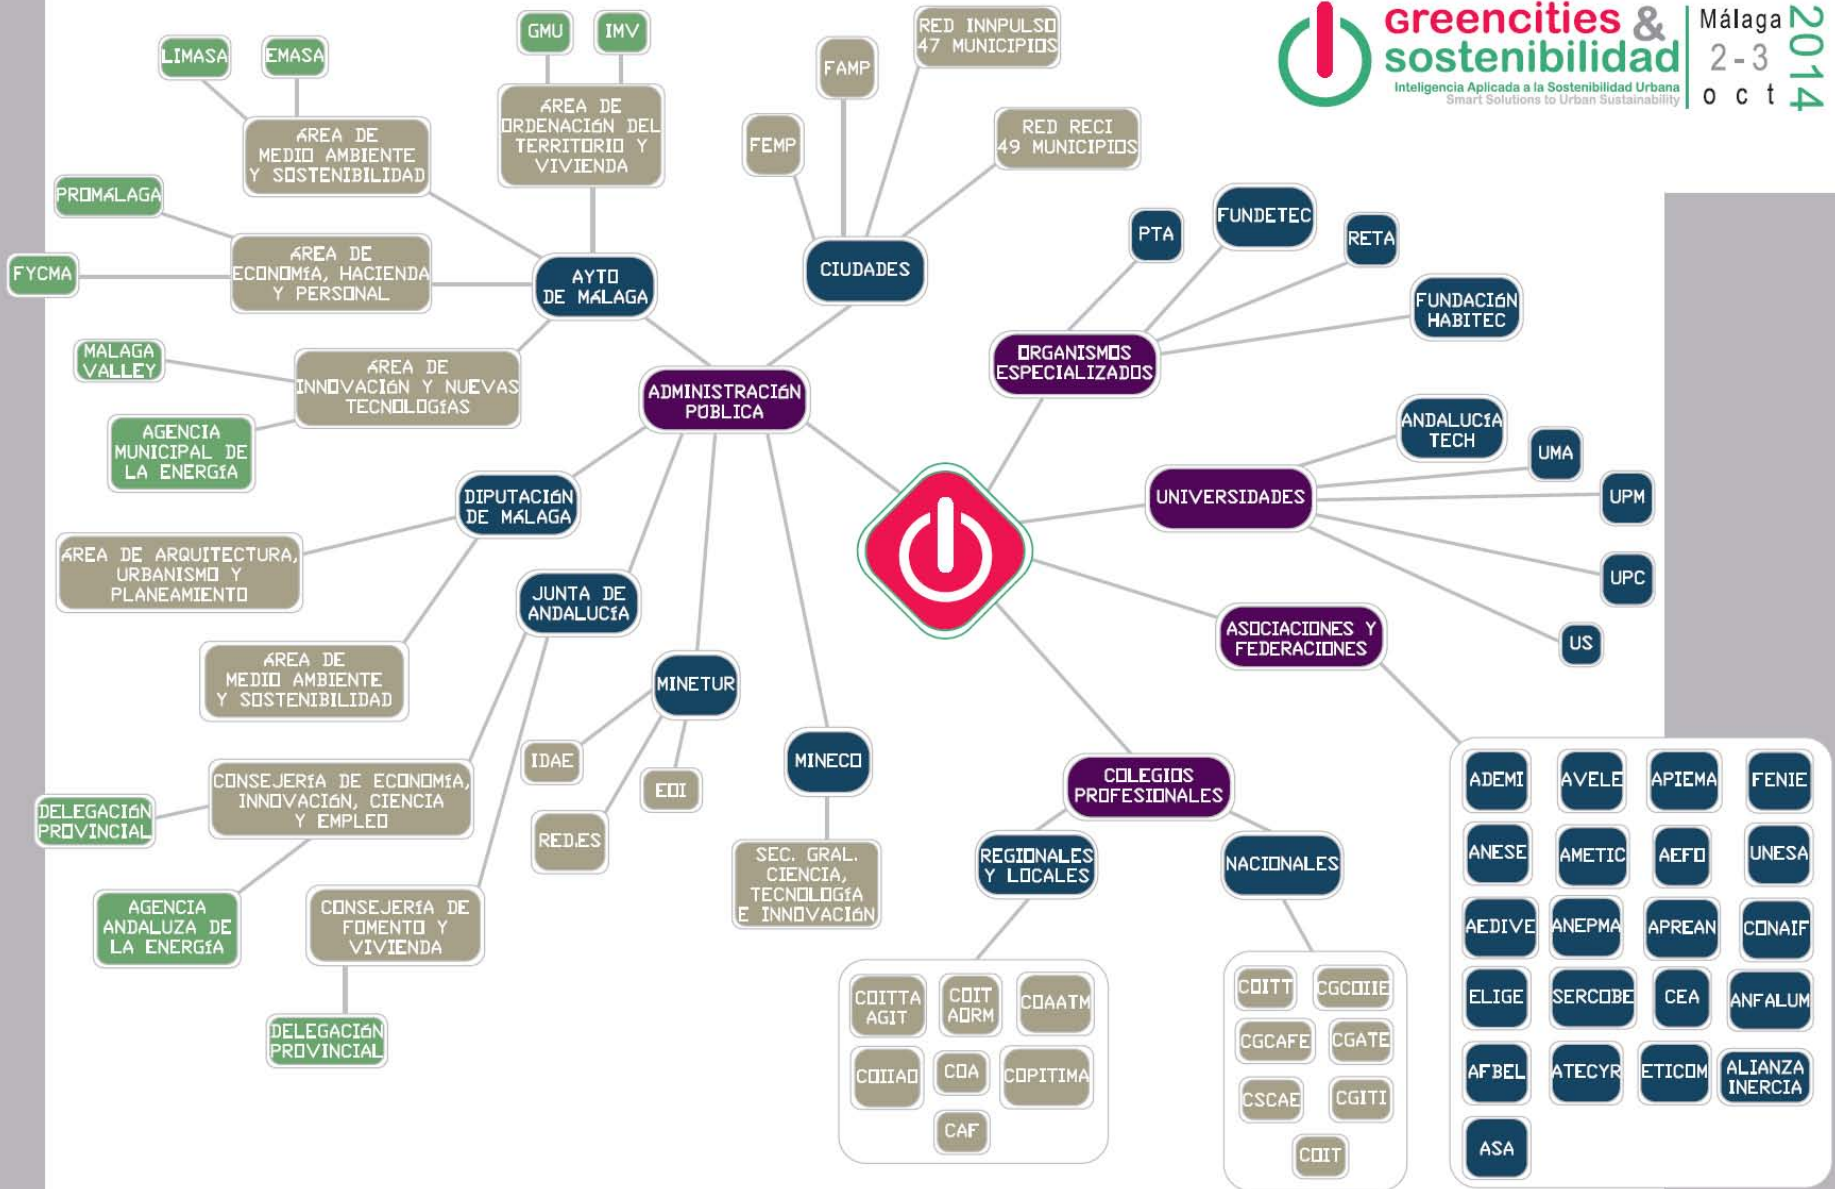 greencities &
sostenibilidad
Inteligencia Aplicada a la Sostenibilidad Urbana
Smart Solutions to Urban Sustainability
Málaga
2-3
oct
2014
LIMASA
EMASA
GMU
IMV
ÁREA DE
MEDIO AMBIENTE
Y SOSTENIBILIDAD
ÁREA DE
ORDENACIÓN DEL
TERRITORIO Y
VIVIENDA
PROMÁLAGA
FYCMA
ÁREA DE
ECONOMÍA, HACIENDA
Y PERSONAL
AYTO
DE MÁLAGA
MALAGA
VALLEY
ÁREA DE
INNOVACIÓN Y NUEVAS
TECNOLOGÍAS
AGENCIA
MUNICIPAL DE
LA ENERGÍA
FEMP
FAMP
RED INNPULSO
47 MUNICIPIOS
RED RECI
49 MUNICIPIOS
CIUDADES
ADMINISTRACIÓN
PÚBLICA
DIPUTACIÓN
DE MÁLAGA
ÁREA DE ARQUITECTURA,
URBANISMO Y
PLANEAMIENTO
ÁREA DE
MEDIO AMBIENTE
Y SOSTENIBILIDAD
JUNTA DE
ANDALUCÍA
CONSEJERÍA DE ECONOMÍA,
INNOVACIÓN, CIENCIA
Y EMPLEO
DELEGACIÓN
PROVINCIAL
AGENCIA
ANDALUZA DE
LA ENERGÍA
CONSEJERÍA DE
FOMENTO Y
VIVIENDA
DELEGACIÓN
PROVINCIAL
MINETUR
IDAE
RED.ES
EOI
MINECO
SEC. GRAL.
CIENCIA,
TECNOLOGÍA
E INNOVACIÓN
PTA
FUNDETEC
RETA
FUNDACIÓN
HABITEC
ORGANISMOS
ESPECIALIZADOS
ANDALUCÍA
TECH
UMA
UPM
UPC
US
UNIVERSIDADES
ASOCIACIONES Y
FEDERACIONES
ADEMI
AVELE
APIEMA
FENIE
ANESE
AMETIC
AEFO
UNESA
AEDIVE
ANEPMA
APREAN
CONAIF
ELIGE
SERCOBE
CEA
ANFALUM
AFBEL
ATECYR
ETICOM
ALIANZA
INERCIA
ASA
COLEGIOS
PROFESIONALES
REGIONALES
Y LOCALES
NACIONALES
COITTA
AGIT
COIT
AORM
COAATM
COIIAO
COA
COPITIMA
CAF
COITT
CGCOIIE
CGCAFE
CGATE
CSCAE
CGITI
COIT